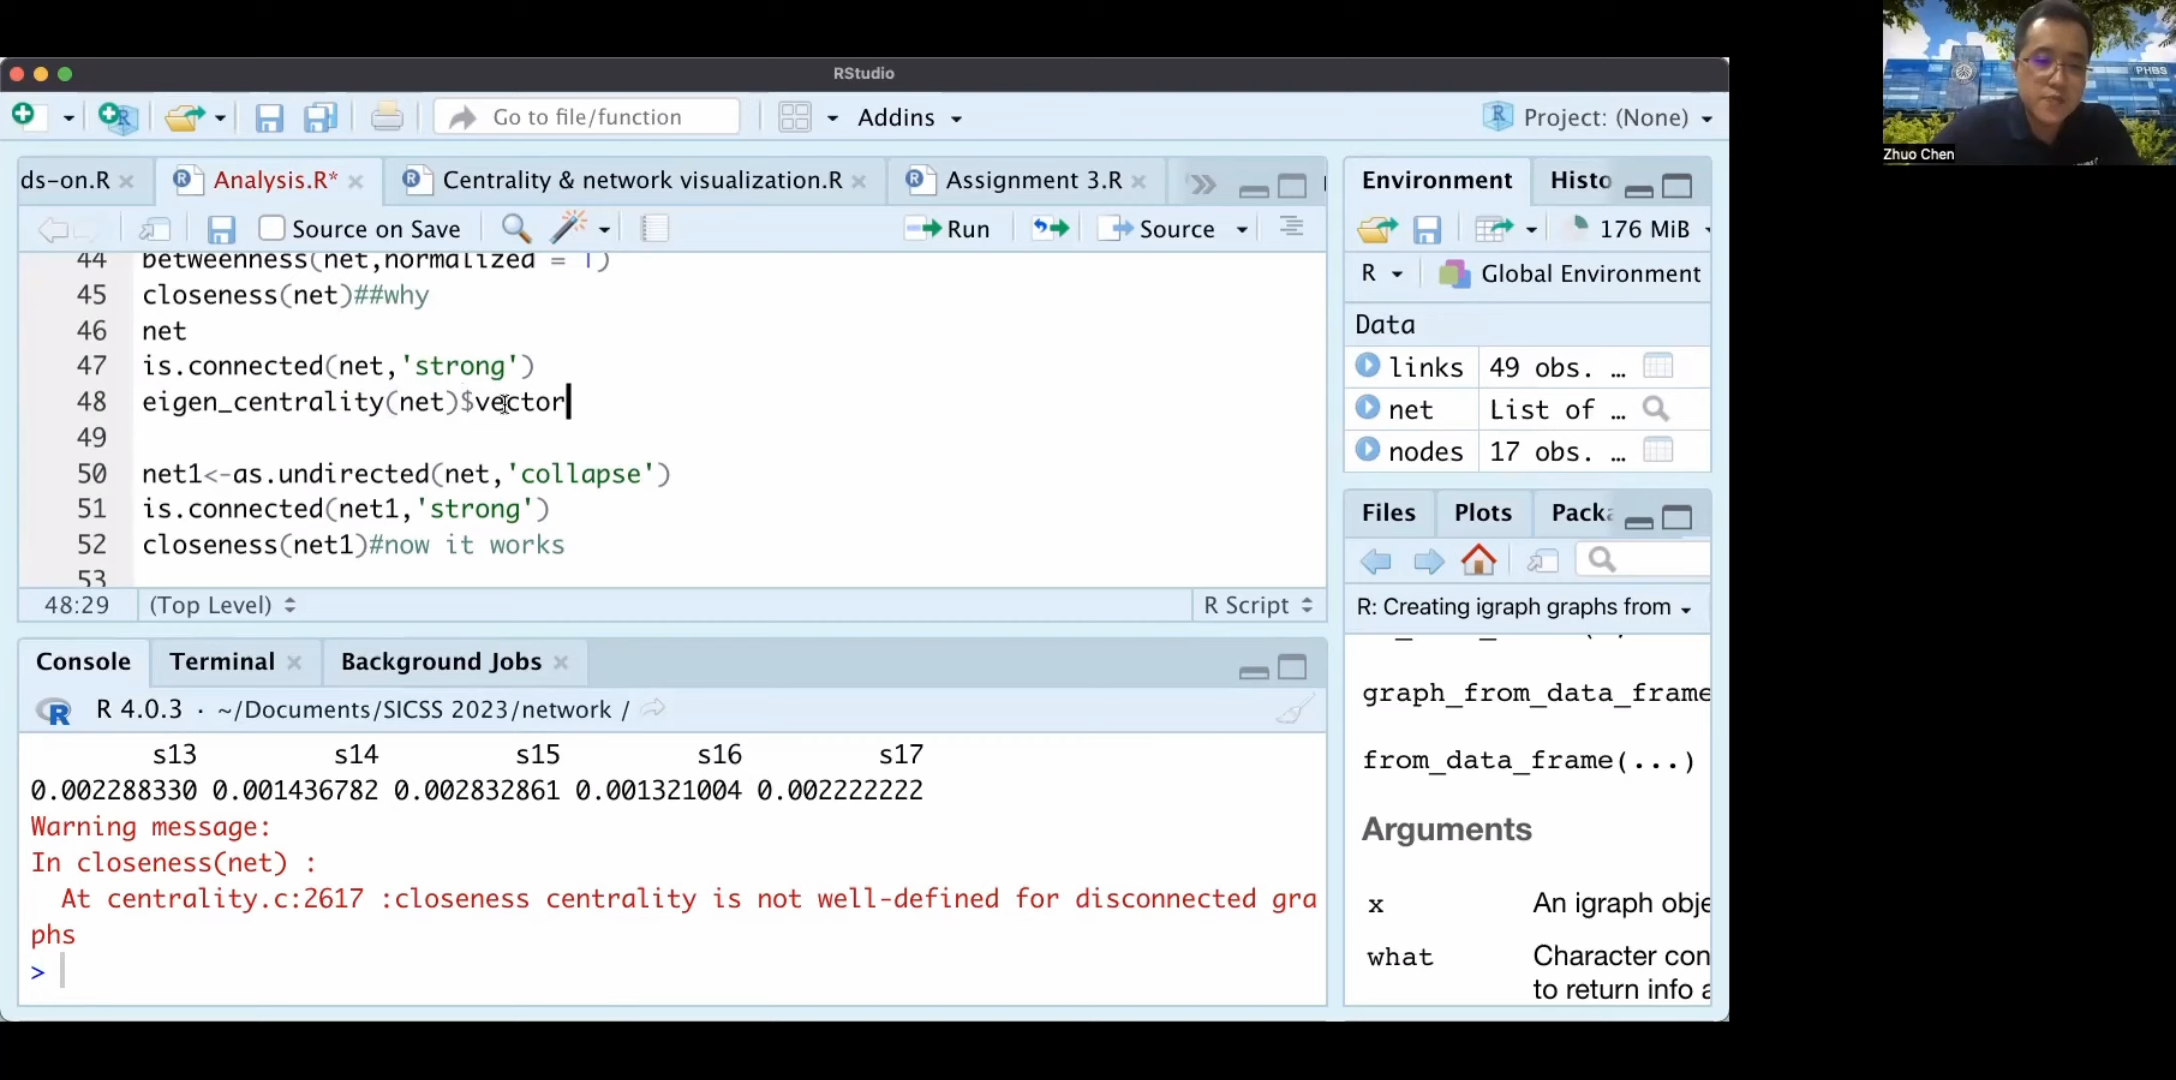 RStudio
Go to file/function
Addins
Project: (None)
ds-on.R
Analysis.R*
Centrality & network visualization.R
Assignment 3.R
Source on Save
Run
Source
44 betweenness(net,normalized = T)
45 closeness(net)##why
46 net
47 is.connected(net,'strong')
48 eigen_centrality(net)$vector
49
50 net1<-as.undirected(net,'collapse')
51 is.connected(net1,'strong')
52 closeness(net1)#now it works
53
48:29 (Top Level) R Script
Console Terminal Background Jobs
R 4.0.3 · ~/Documents/SICSS 2023/network /
s13 s14 s15 s16 s17
0.002288330 0.001436782 0.002832861 0.001321004 0.002222222
Warning message:
In closeness(net) :
At centrality.c:2617 :closeness centrality is not well-defined for disconnected gra
phs
>
Environment Histo
176 MiB
R Global Environment
Data
links 49 obs. …
net List of …
nodes 17 obs. …
Files Plots Packa
R: Creating igraph graphs from
graph_from_data_frame
from_data_frame(...)
Arguments
x An igraph obje
what Character con
to return info a
PHBS
Zhuo Chen